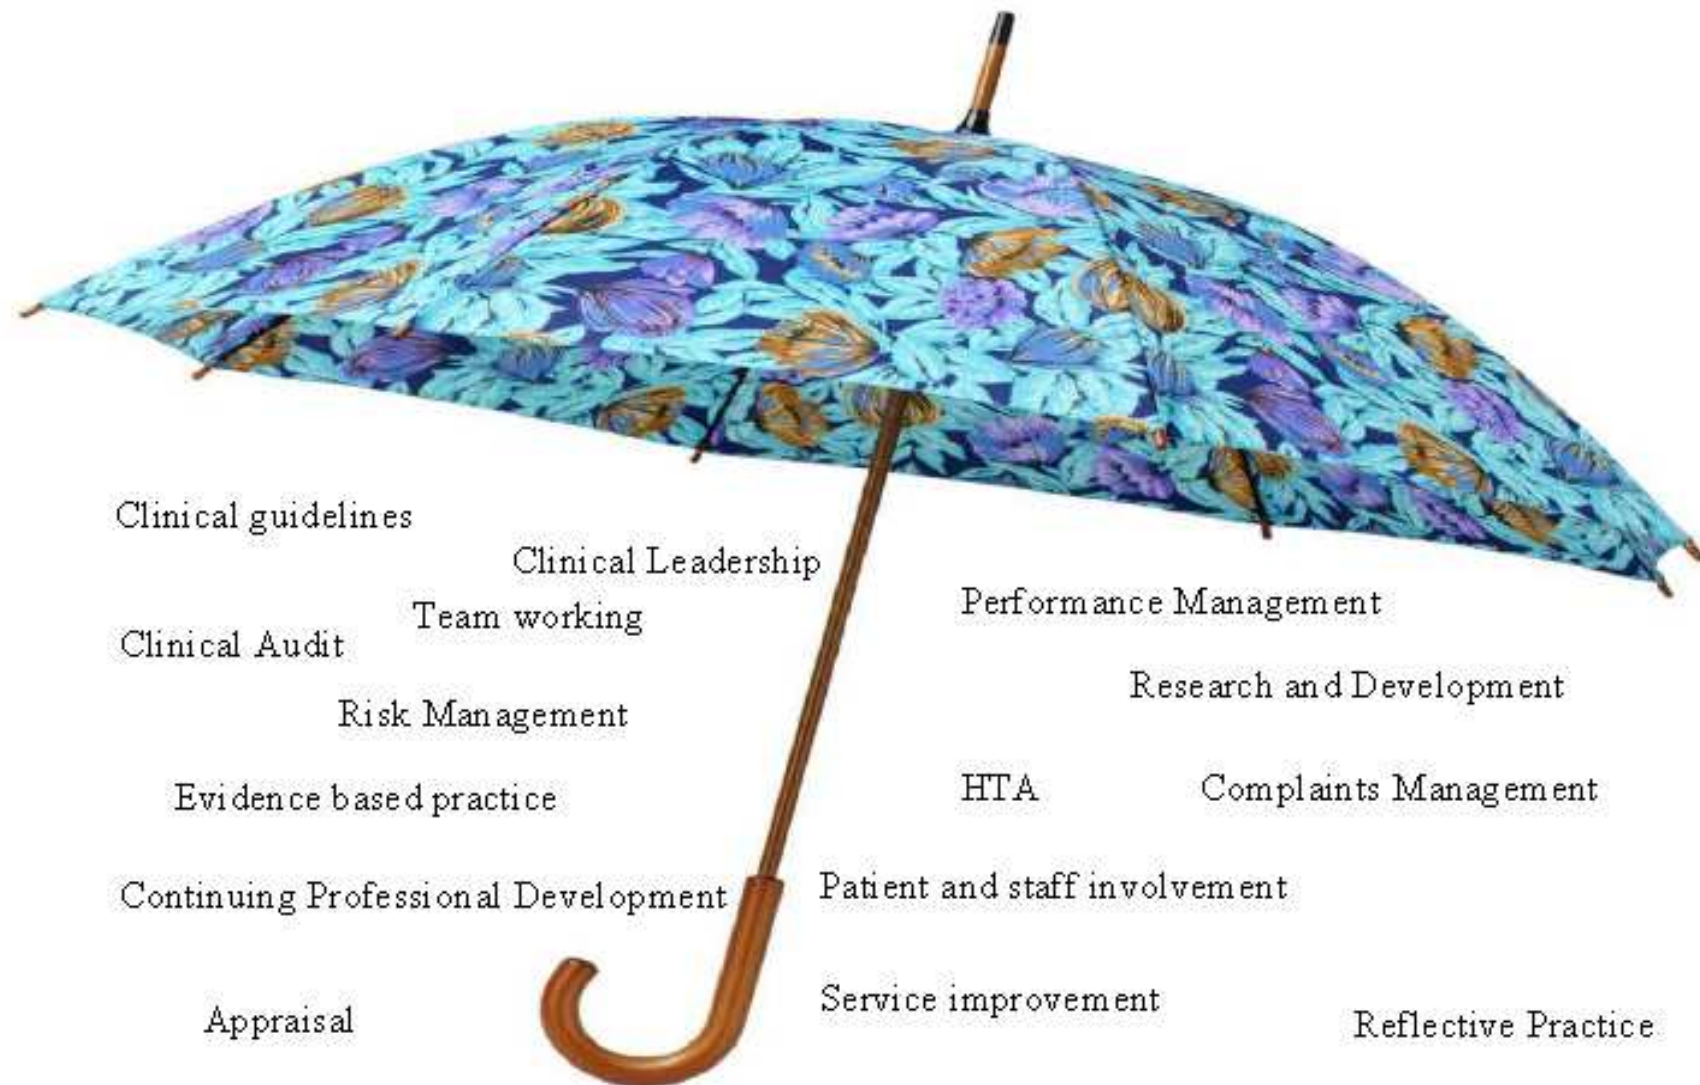 Clinical guidelines
Clinical Leadership
Team working
Clinical Audit
Risk Management
Evidence based practice
Continuing Professional Development
Appraisal
Performance Management
Research and Development
HTA
Complaints Management
Patient and staff involvement
Service improvement
Reflective Practice